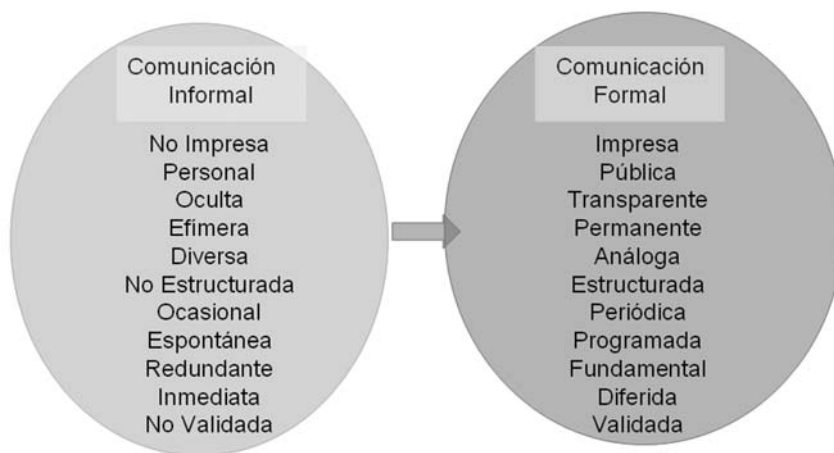 Comunicación
Informal
No Impresa
Personal
Oculta
Efímera
Diversa
No Estructurada
Ocasional
Espontánea
Redundante
Inmediata
No Validada
Comunicación
Formal
Impresa
Pública
Transparente
Permanente
Análoga
Estructurada
Periódica
Programada
Fundamental
Diferida
Validada